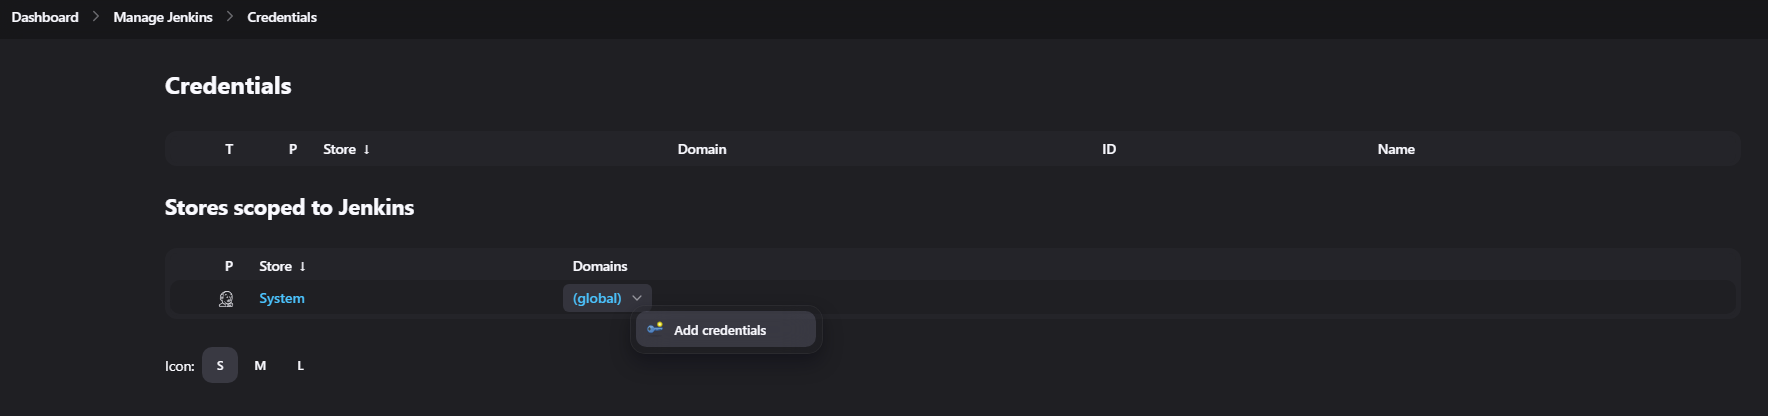 Dashboard > Manage Jenkins > Credentials
Credentials
T P Store ↓ Domain ID Name
Stores scoped to Jenkins
P Store ↓ Domains
System (global)
Add credentials
Icon: S M L